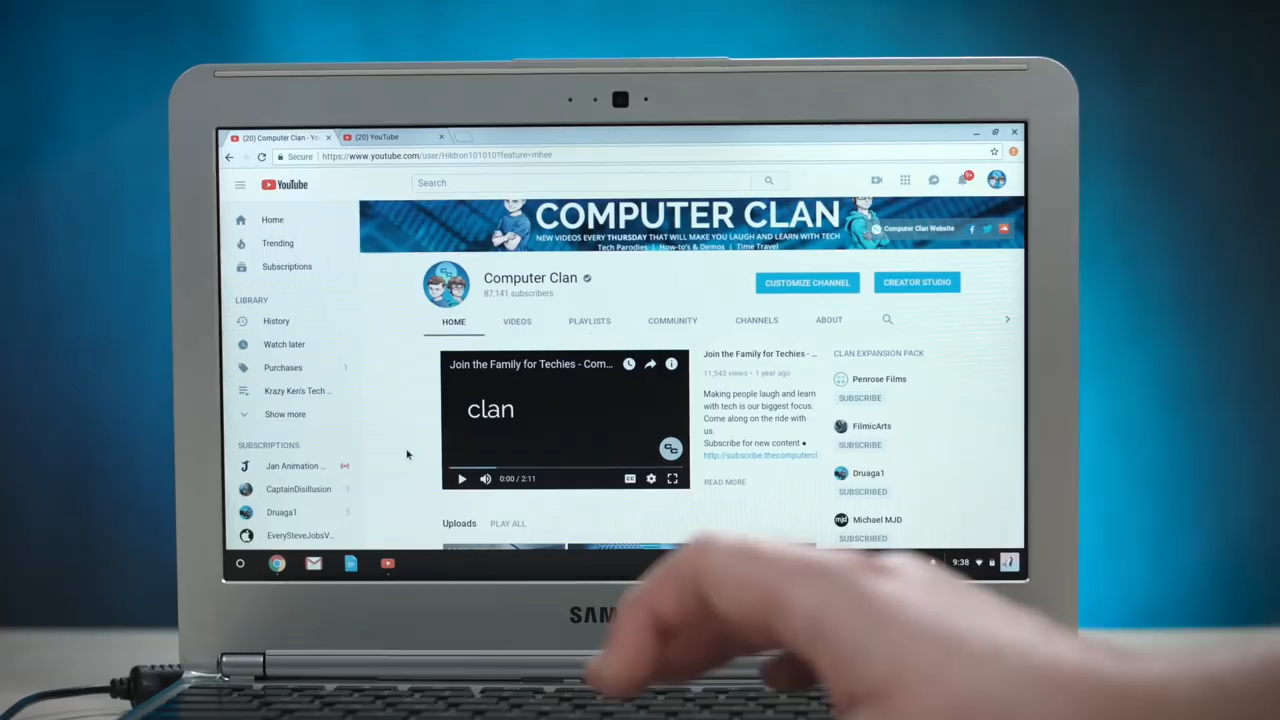 (20) Computer Clan - Yo
(20) YouTube
Secure
https://www.youtube.com/user/Hildron101010?feature=mhee
YouTube
Search
9+
Home
Trending
Subscriptions
LIBRARY
History
Watch later
Purchases 1
Krazy Ken's Tech ...
Show more
SUBSCRIPTIONS
Jan Animation ...
CaptainDisillusion 1
Druaga1 5
EverySteveJobsV...
COMPUTER CLAN
NEW VIDEOS EVERY THURSDAY THAT WILL MAKE YOU LAUGH AND LEARN WITH TECH
Tech Parodies | How-to's & Demos | Time Travel
Computer Clan Website
Computer Clan
87,141 subscribers
CUSTOMIZE CHANNEL
CREATOR STUDIO
HOME VIDEOS PLAYLISTS COMMUNITY CHANNELS ABOUT
Join the Family for Techies - Com...
clan
0:00 / 2:11
CC
Join the Family for Techies - ...
11,543 views • 1 year ago
Making people laugh and learn
with tech is our biggest focus.
Come along on the ride with
us.
Subscribe for new content ●
http://subscribe.thecomputercl
READ MORE
CLAN EXPANSION PACK
Penrose Films
SUBSCRIBE
FilmicArts
SUBSCRIBE
Druaga1
SUBSCRIBED
mjd
Michael MJD
SUBSCRIBED
Uploads PLAY ALL
9:38